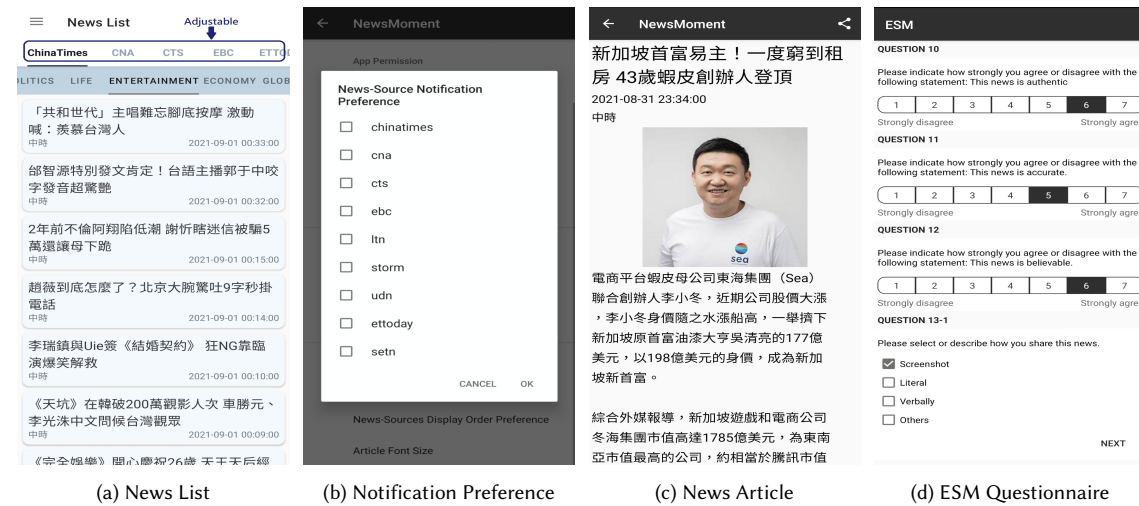 News List
Adjustable
ChinaTimes CNA CTS EBC ETTO
LITICS LIFE ENTERTAINMENT ECONOMY GLOB
「共和世代」主唱難忘腳底按摩 激動
喊：羨慕台灣人
中時 2021-09-01 00:33:00
邰智源特別發文肯定！台語主播郭于中咬
字發音超驚艷
中時 2021-09-01 00:32:00
2年前不倫阿翔陷低潮 謝忻瞎迷信被騙5
萬還讓母下跪
中時 2021-09-01 00:15:00
趙薇到底怎麼了？北京大腕驚吐9字秒掛
電話
中時 2021-09-01 00:14:00
李瑞鎮與Uie簽《結婚契約》 狂NG靠臨
演爆笑解救
中時 2021-09-01 00:10:00
《天坑》在韓破200萬觀影人次 車勝元、
李光洙中文問候台灣觀眾
中時 2021-09-01 00:09:00
《完全娛樂》開心慶祝26歲 天王天后經
(a) News List
NewsMoment
App Permission
News-Source Notification
Preference
chinatimes
cna
cts
ebc
ltn
storm
udn
ettoday
setn
CANCEL OK
News-Sources Display Order Preference
Article Font Size
(b) Notification Preference
NewsMoment
新加坡首富易主！一度窮到租
房 43歲蝦皮創辦人登頂
2021-08-31 23:34:00
中時
sea
電商平台蝦皮母公司東海集團（Sea）
聯合創辦人李小冬，近期公司股價大漲
，李小冬身價隨之水漲船高，一舉擠下
新加坡原首富油漆大亨吳清亮的177億
美元，以198億美元的身價，成為新加
坡新首富。
綜合外媒報導，新加坡遊戲和電商公司
冬海集團市值高達1785億美元，為東南
亞市值最高的公司，約相當於騰訊市值
(c) News Article
ESM
QUESTION 10
Please indicate how strongly you agree or disagree with the
following statement: This news is authentic
1 2 3 4 5 6 7
Strongly disagree Strongly agre
QUESTION 11
Please indicate how strongly you agree or disagree with the
following statement: This news is accurate.
1 2 3 4 5 6 7
Strongly disagree Strongly agre
QUESTION 12
Please indicate how strongly you agree or disagree with the
following statement: This news is believable.
1 2 3 4 5 6 7
Strongly disagree Strongly agre
QUESTION 13-1
Please select or describe how you share this news.
Screenshot
Literal
Verbally
Others
NEXT
(d) ESM Questionnaire